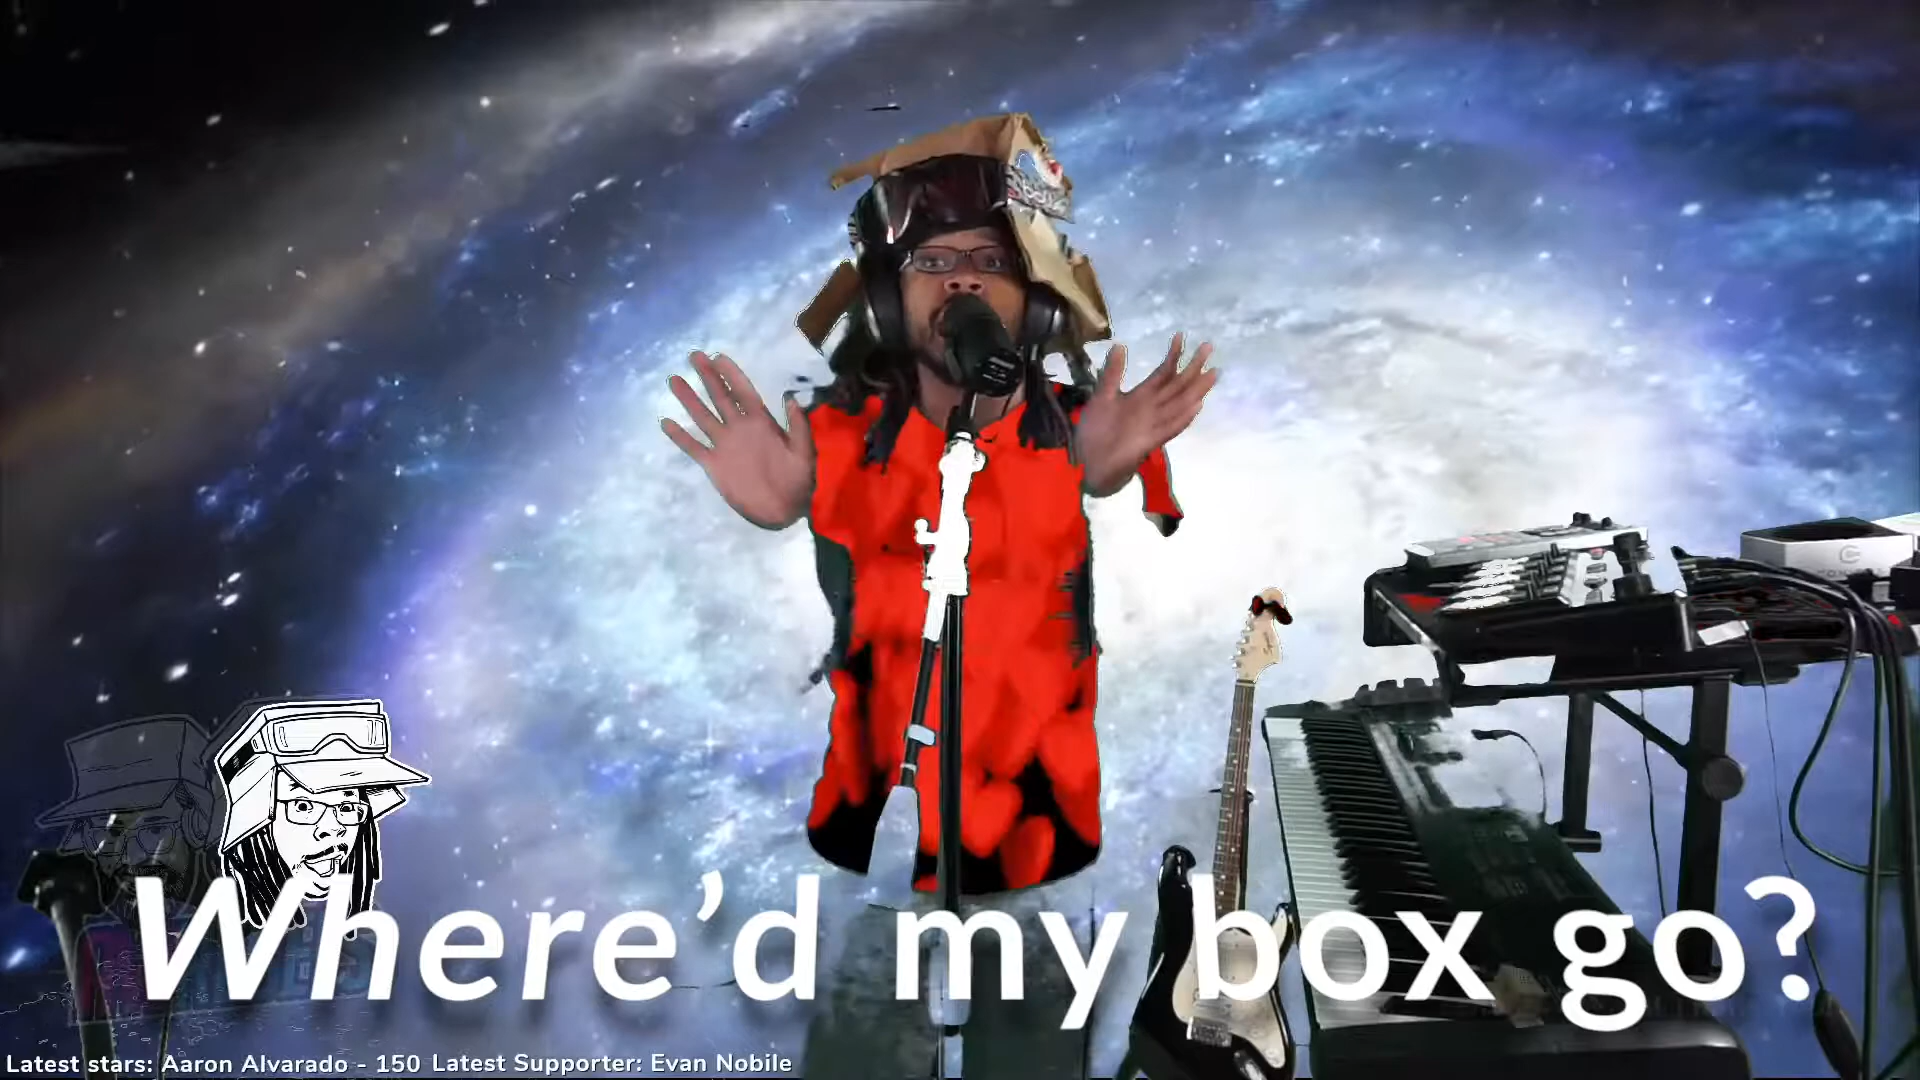 Where’d my box go?
Latest stars: Aaron Alvarado - 150 Latest Supporter: Evan Nobile